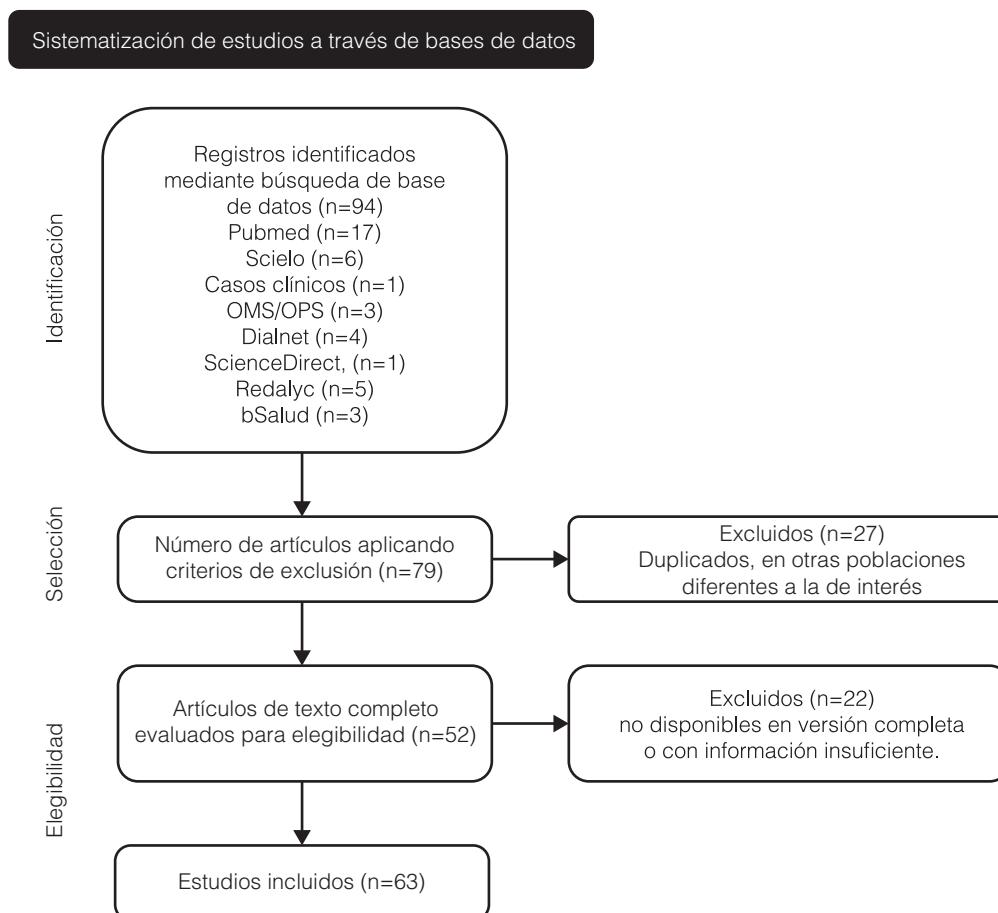 Sistematización de estudios a través de bases de datos
Identificación
Registros identificados
mediante búsqueda de base
de datos (n=94)
Pubmed (n=17)
Scielo (n=6)
Casos clínicos (n=1)
OMS/OPS (n=3)
Dialnet (n=4)
ScienceDirect, (n=1)
Redalyc (n=5)
bSalud (n=3)
Selección
Número de artículos aplicando
criterios de exclusión (n=79)
Excluidos (n=27)
Duplicados, en otras poblaciones
diferentes a la de interés
Elegibilidad
Artículos de texto completo
evaluados para elegibilidad (n=52)
Excluidos (n=22)
no disponibles en versión completa
o con información insuficiente.
Estudios incluidos (n=63)